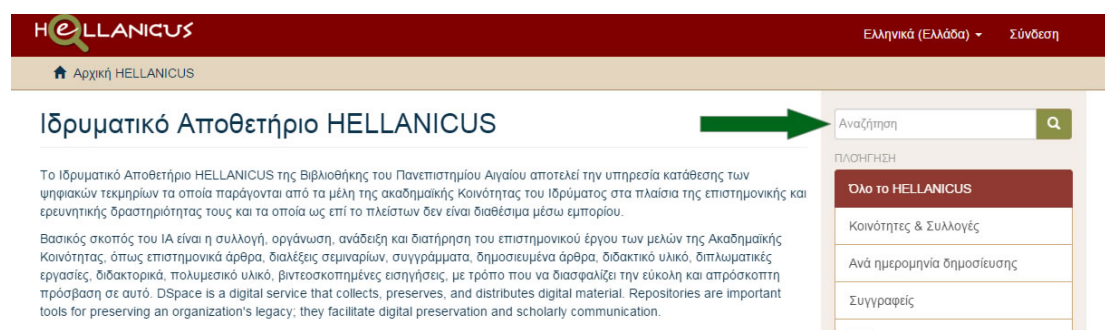 HELLANICUS
Ελληνικά (Ελλάδα)
Σύνδεση
Αρχική HELLANICUS
Ιδρυματικό Αποθετήριο HELLANICUS
Το Ιδρυματικό Αποθετήριο HELLANICUS της Βιβλιοθήκης του Πανεπιστημίου Αιγαίου αποτελεί την υπηρεσία κατάθεσης των
ψηφιακών τεκμηρίων τα οποία παράγονται από τα μέλη της ακαδημαϊκής Κοινότητας του Ιδρύματος στα πλαίσια της επιστημονικής και
ερευνητικής δραστηριότητας τους και τα οποία ως επί το πλείστων δεν είναι διαθέσιμα μέσω εμπορίου.
Βασικός σκοπός του ΙΑ είναι η συλλογή, οργάνωση, ανάδειξη και διατήρηση του επιστημονικού έργου των μελών της Ακαδημαϊκής
Κοινότητας, όπως επιστημονικά άρθρα, διαλέξεις σεμιναρίων, συγγράμματα, δημοσιευμένα άρθρα, διδακτικό υλικό, διπλωματικές
εργασίες, διδακτορικά, πολυμεσικό υλικό, βιντεοσκοπημένες εισηγήσεις, με τρόπο που να διασφαλίζει την εύκολη και απρόσκοπτη
πρόσβαση σε αυτό. DSpace is a digital service that collects, preserves, and distributes digital material. Repositories are important
tools for preserving an organization's legacy; they facilitate digital preservation and scholarly communication.
Αναζήτηση
ΠΛΟΉΓΗΣΗ
Όλο το HELLANICUS
Κοινότητες & Συλλογές
Ανά ημερομηνία δημοσίευσης
Συγγραφείς